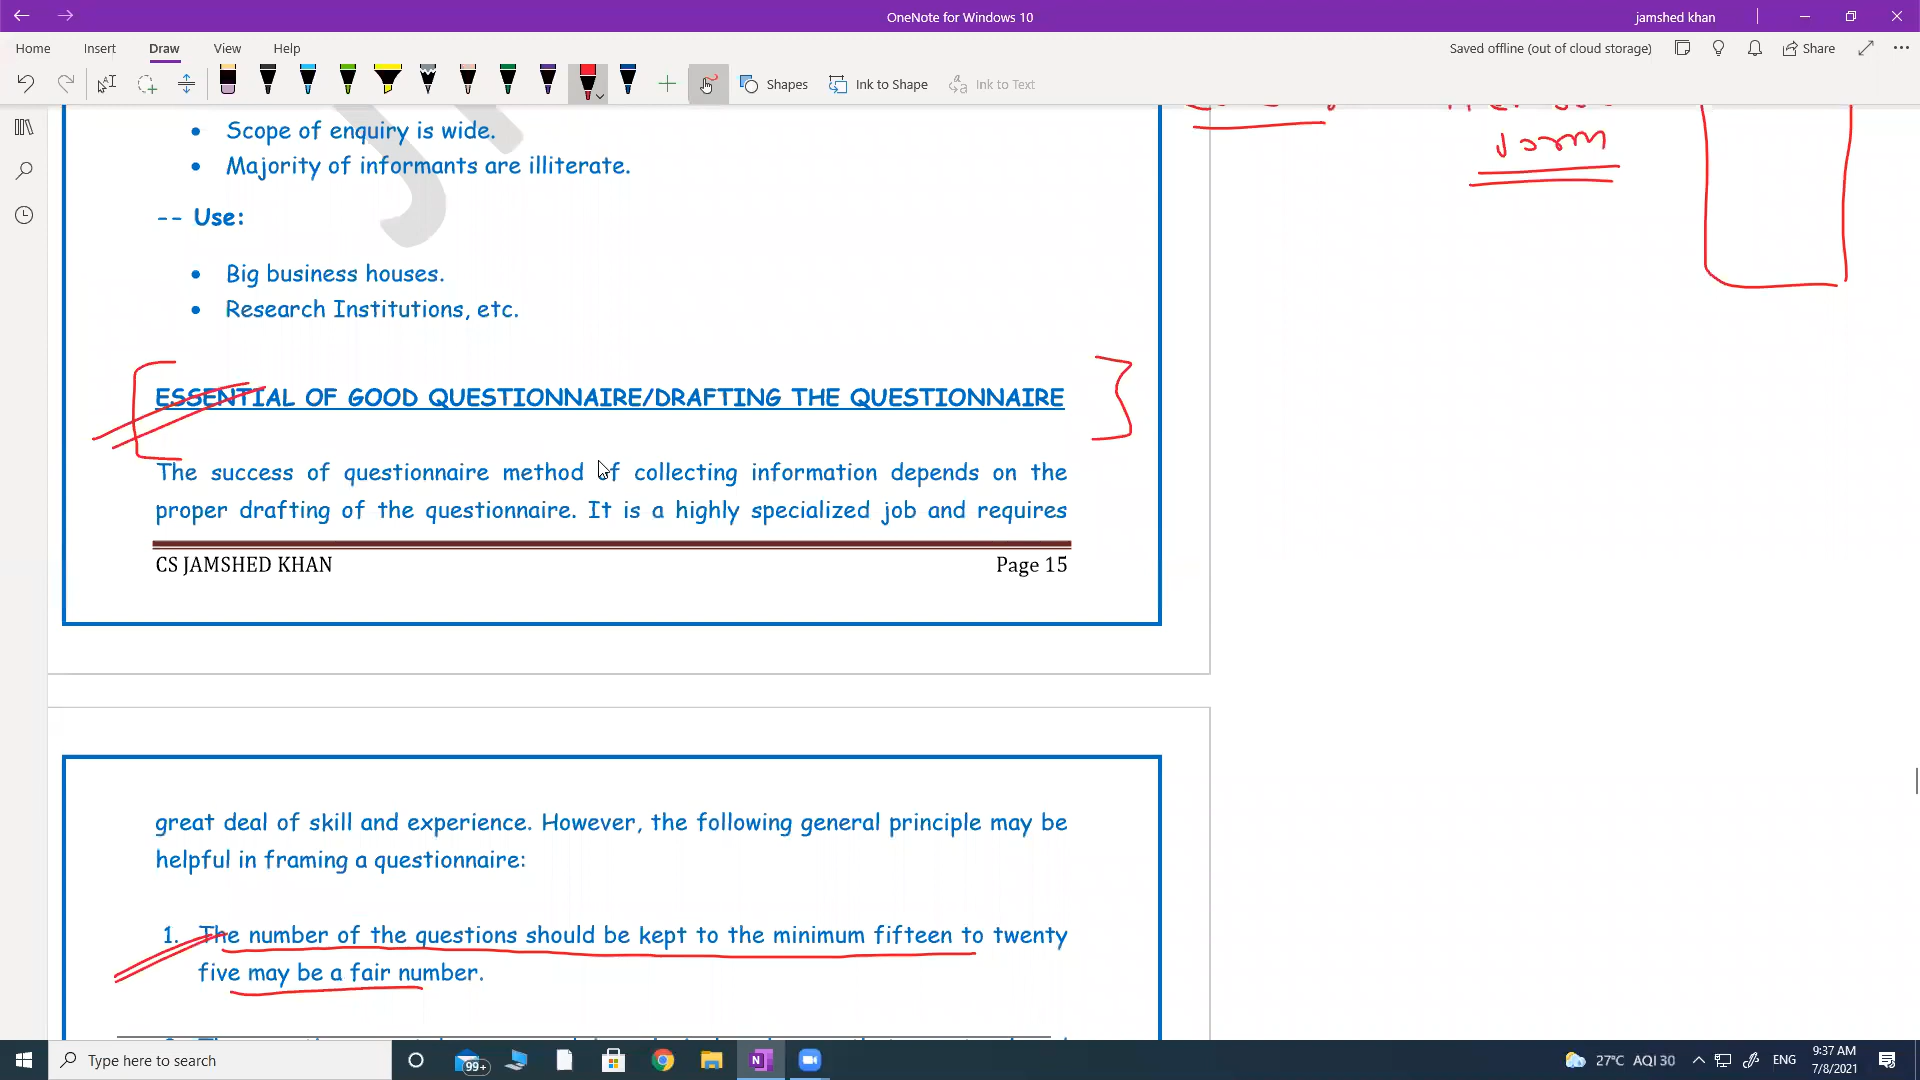 OneNote for Windows 10
jamshed khan
Home Insert Draw View Help
Saved offline (out of cloud storage)
Share
Shapes
Ink to Shape
Ink to Text
• Scope of enquiry is wide.
• Majority of informants are illiterate.
-- Use:
• Big business houses.
• Research Institutions, etc.
ESSENTIAL OF GOOD QUESTIONNAIRE/DRAFTING THE QUESTIONNAIRE
The success of questionnaire method of collecting information depends on the
proper drafting of the questionnaire. It is a highly specialized job and requires
CS JAMSHED KHAN Page 15
great deal of skill and experience. However, the following general principle may be
helpful in framing a questionnaire:
1. The number of the questions should be kept to the minimum fifteen to twenty
five may be a fair number.
Type here to search
99+
27°C AQI 30
ENG
9:37 AM
7/8/2021